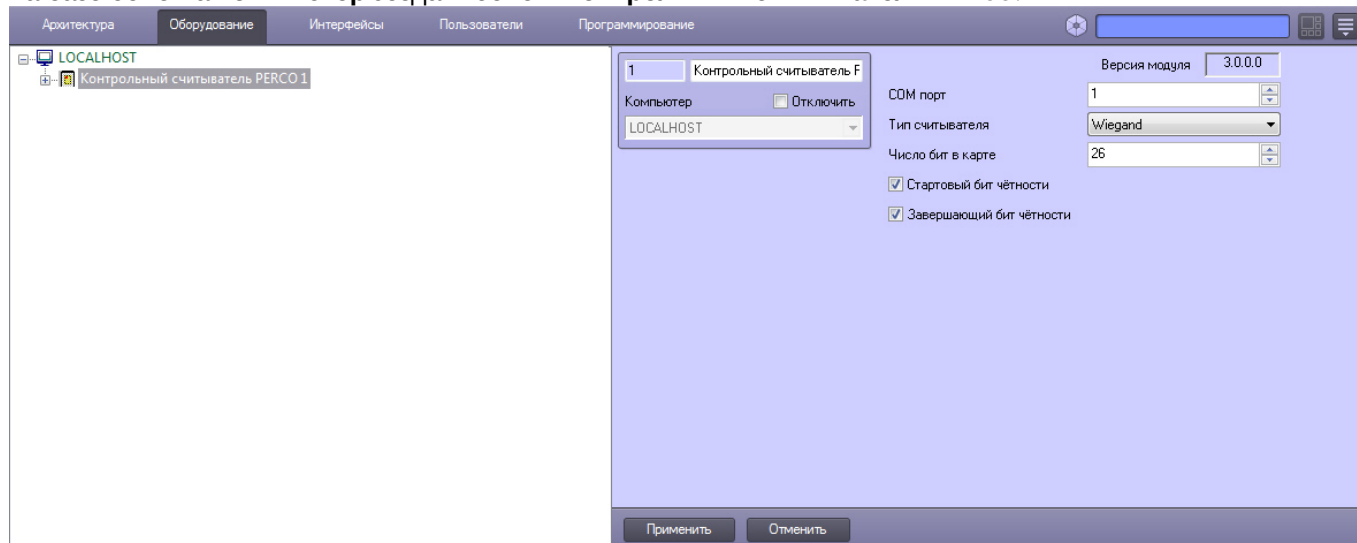 Архитектура Оборудование Интерфейсы Пользователи Программирование
LOCALHOST
Контрольный считыватель PERCO 1
1 Контрольный считыватель F
Компьютер Отключить
LOCALHOST
Версия модуля 3.0.0.0
COM порт 1
Тип считывателя Wiegand
Число бит в карте 26
Стартовый бит чётности
Завершающий бит чётности
Применить Отменить